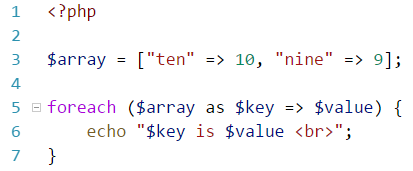 1 <?php
2
3 $array = ["ten" => 10, "nine" => 9];
4
5 foreach ($array as $key => $value) {
6     echo "$key is $value <br>";
7 }